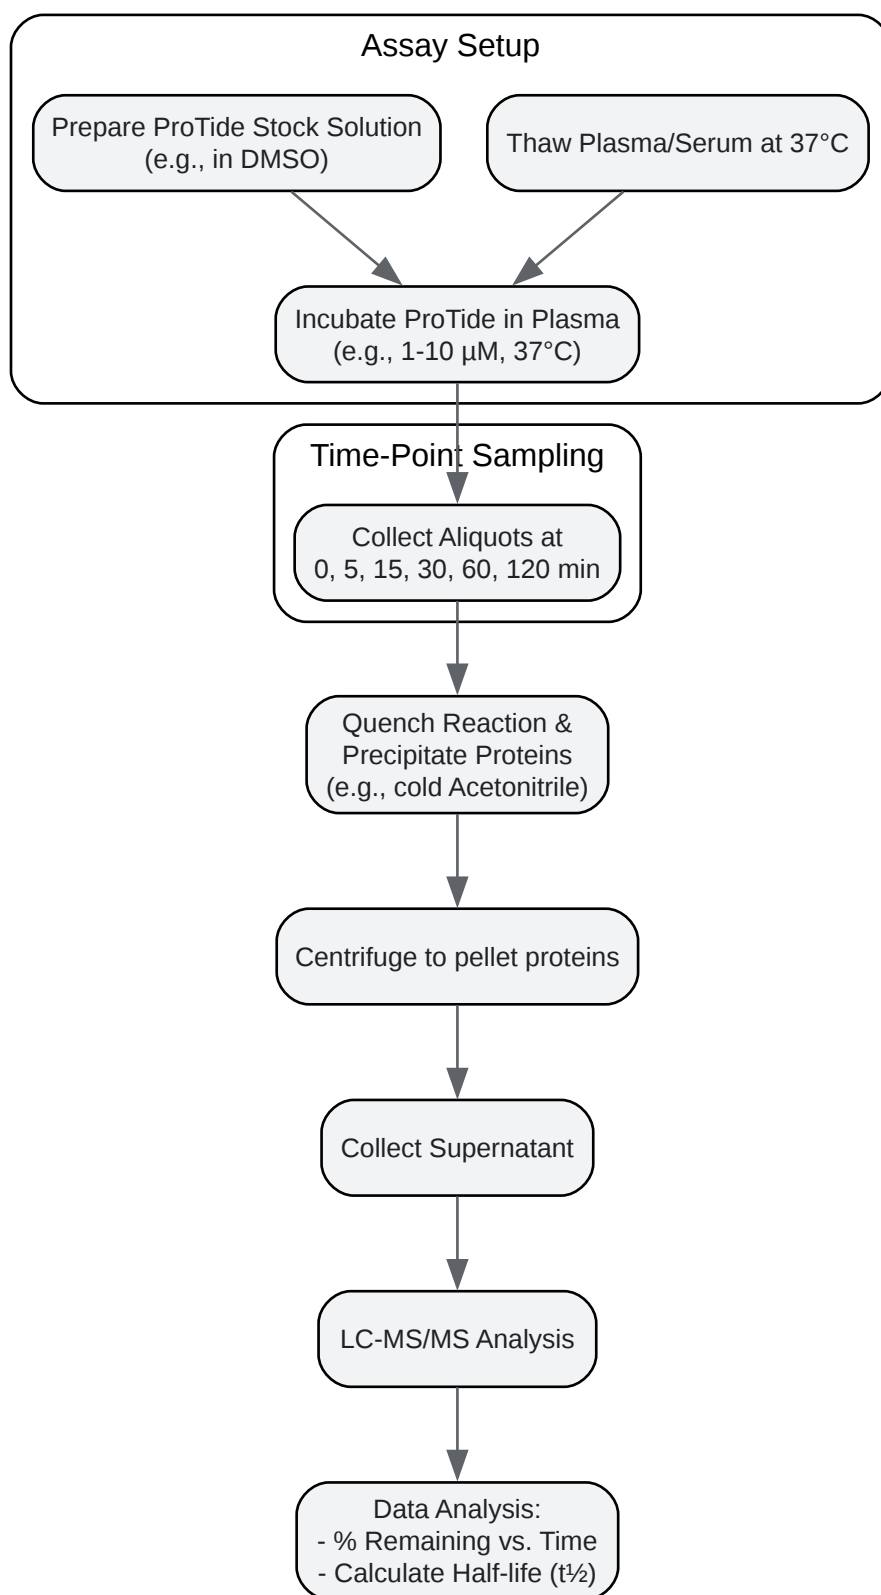 Assay Setup
Prepare ProTide Stock Solution
(e.g., in DMSO)
Thaw Plasma/Serum at 37°C
Incubate ProTide in Plasma
(e.g., 1-10 µM, 37°C)
Time-Point Sampling
Collect Aliquots at
0, 5, 15, 30, 60, 120 min
Quench Reaction &
Precipitate Proteins
(e.g., cold Acetonitrile)
Centrifuge to pellet proteins
Collect Supernatant
LC-MS/MS Analysis
Data Analysis:
- % Remaining vs. Time
- Calculate Half-life (t½)